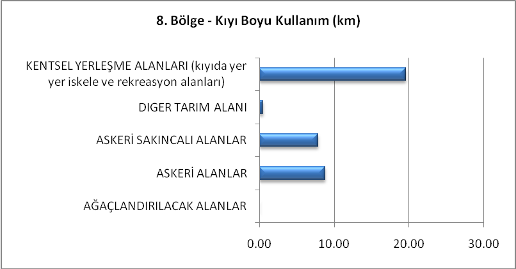 8. Bölge - Kıyı Boyu Kullanım (km)
KENTSEL YERLEŞME ALANLARI (kıyıda yer
yer iskele ve rekreasyon alanları)
DIGER TARIM ALANI
ASKERİ SAKINCALI ALANLAR
ASKERİ ALANLAR
AĞAÇLANDIRILACAK ALANLAR
0.00 10.00 20.00 30.00